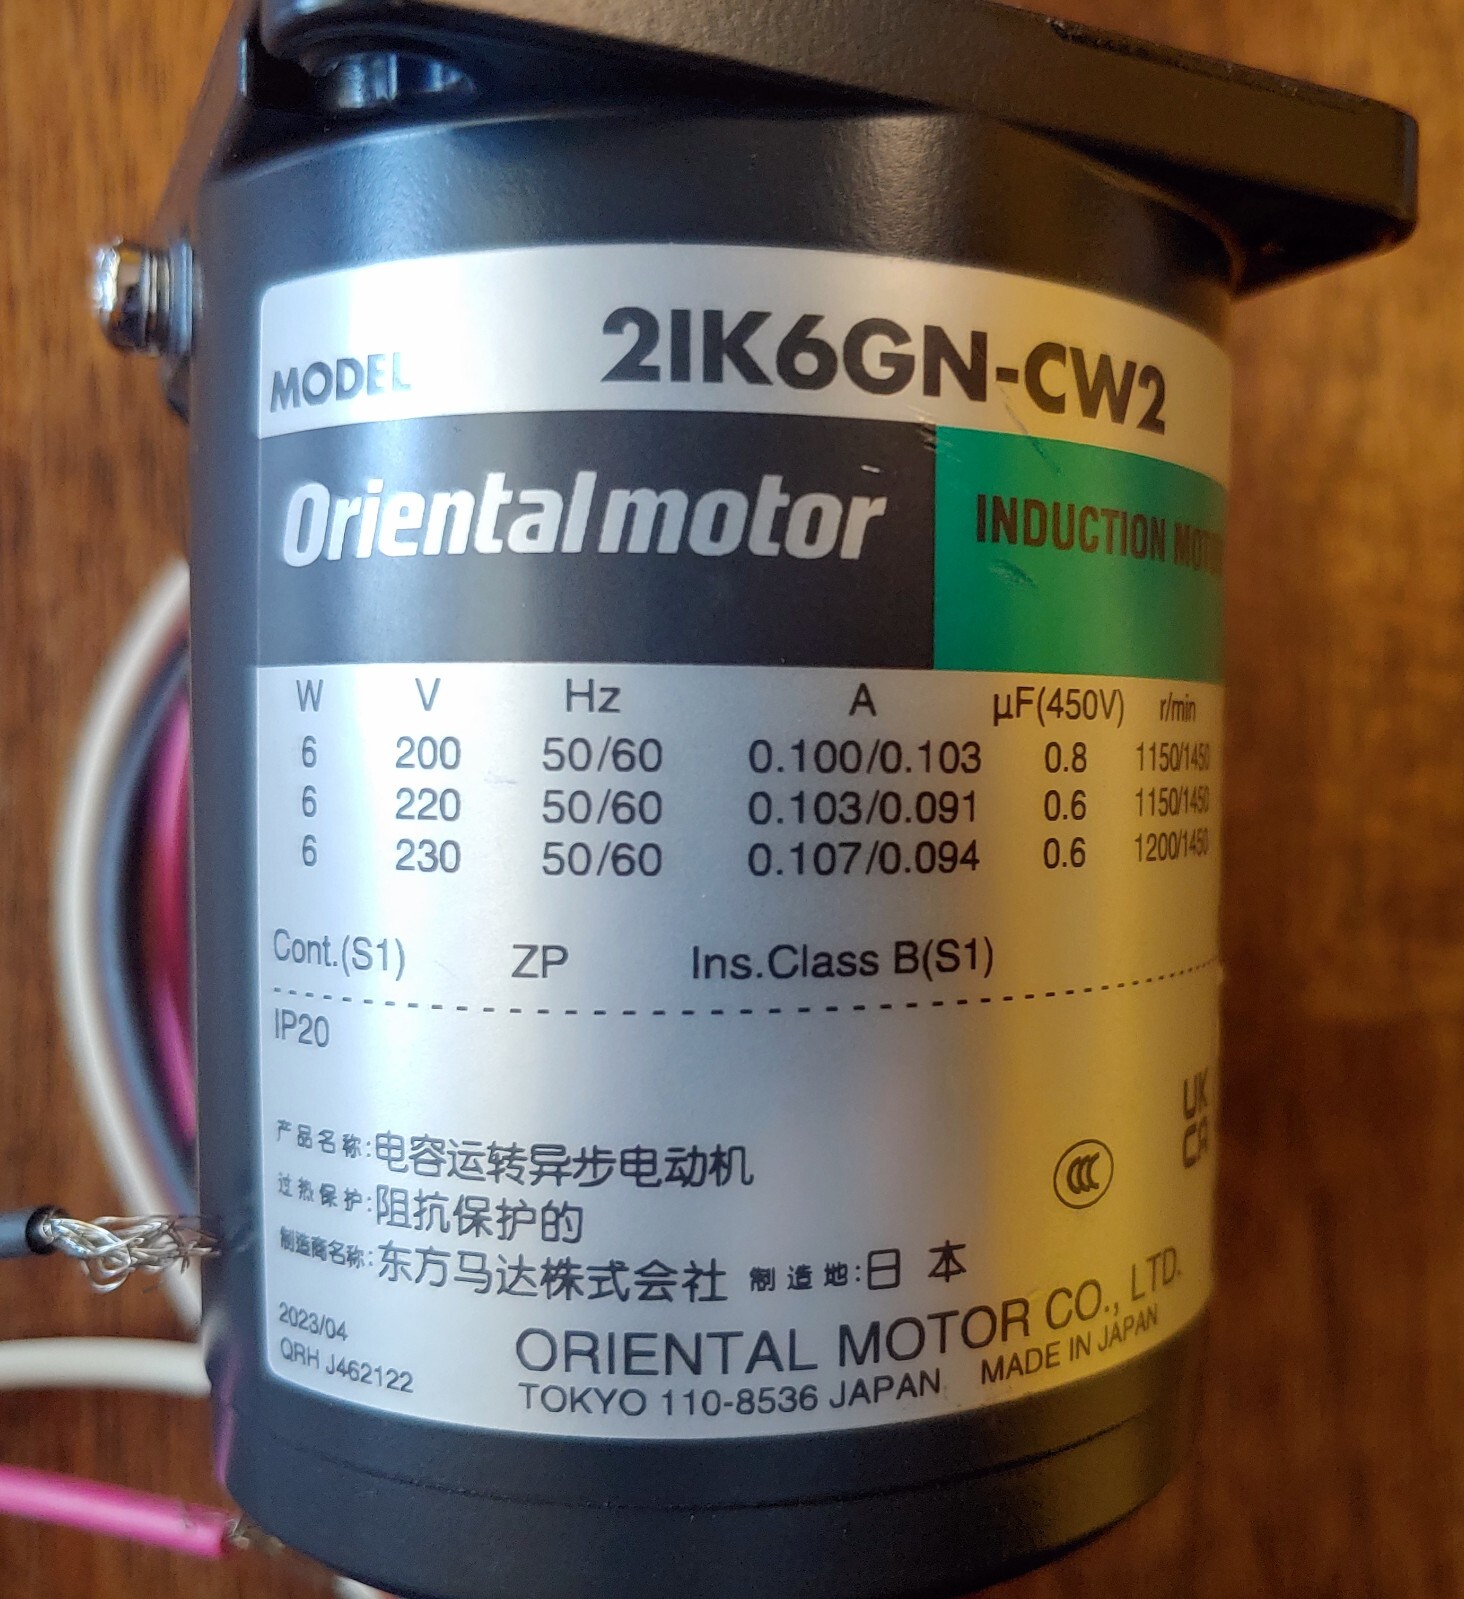 MODEL 2IK6GN-CW2
Orientalmotor INDUCTION MOTOR
W V Hz A µF(450V) r/min
6 200 50/60 0.100/0.103 0.8 1150/1450
6 220 50/60 0.103/0.091 0.6 1150/1450
6 230 50/60 0.107/0.094 0.6 1200/1450
Cont.(S1) ZP Ins.Class B(S1)
IP20
UK
CA
产品名称:电容运转异步电动机
CCC
过热保护:阻抗保护的
制造商名称:东方马达株式会社 制造地:日本
2023/04
QRH J462122
ORIENTAL MOTOR CO., LTD.
TOKYO 110-8536 JAPAN MADE IN JAPAN